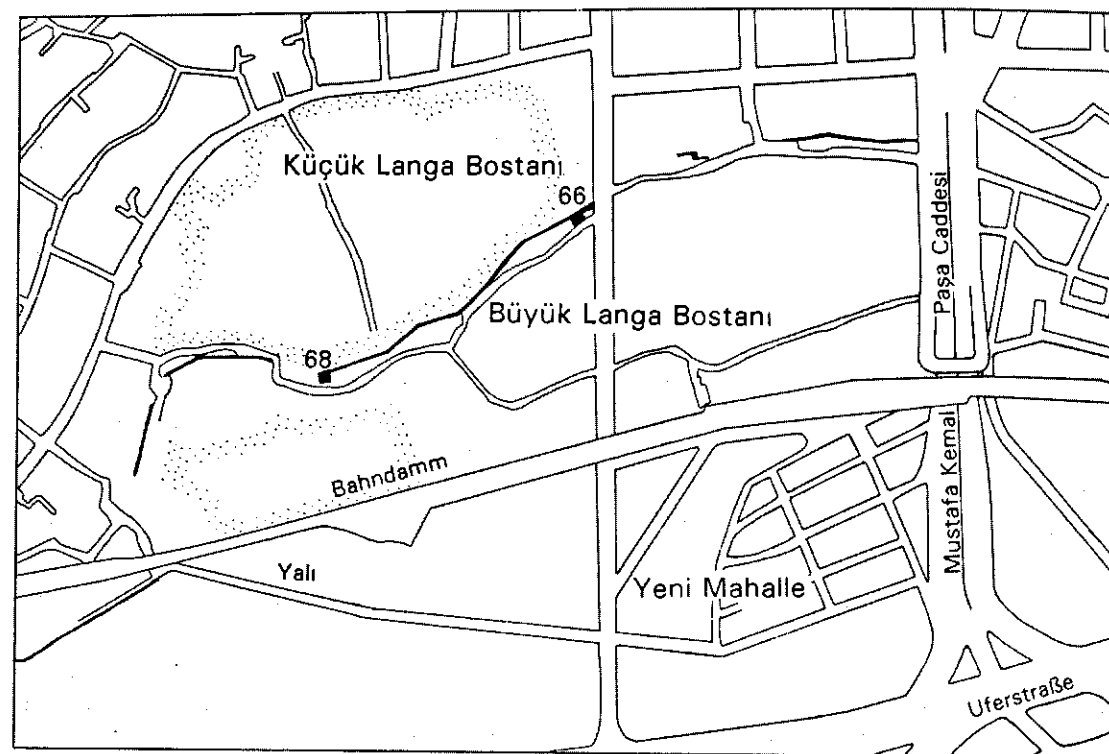 Küçük Langa Bostanı
66
Paşa Caddesi
Büyük Langa Bostanı
68
Bahndamm
Mustafa Kemal
Yalı
Yeni Mahalle
Uferstraße